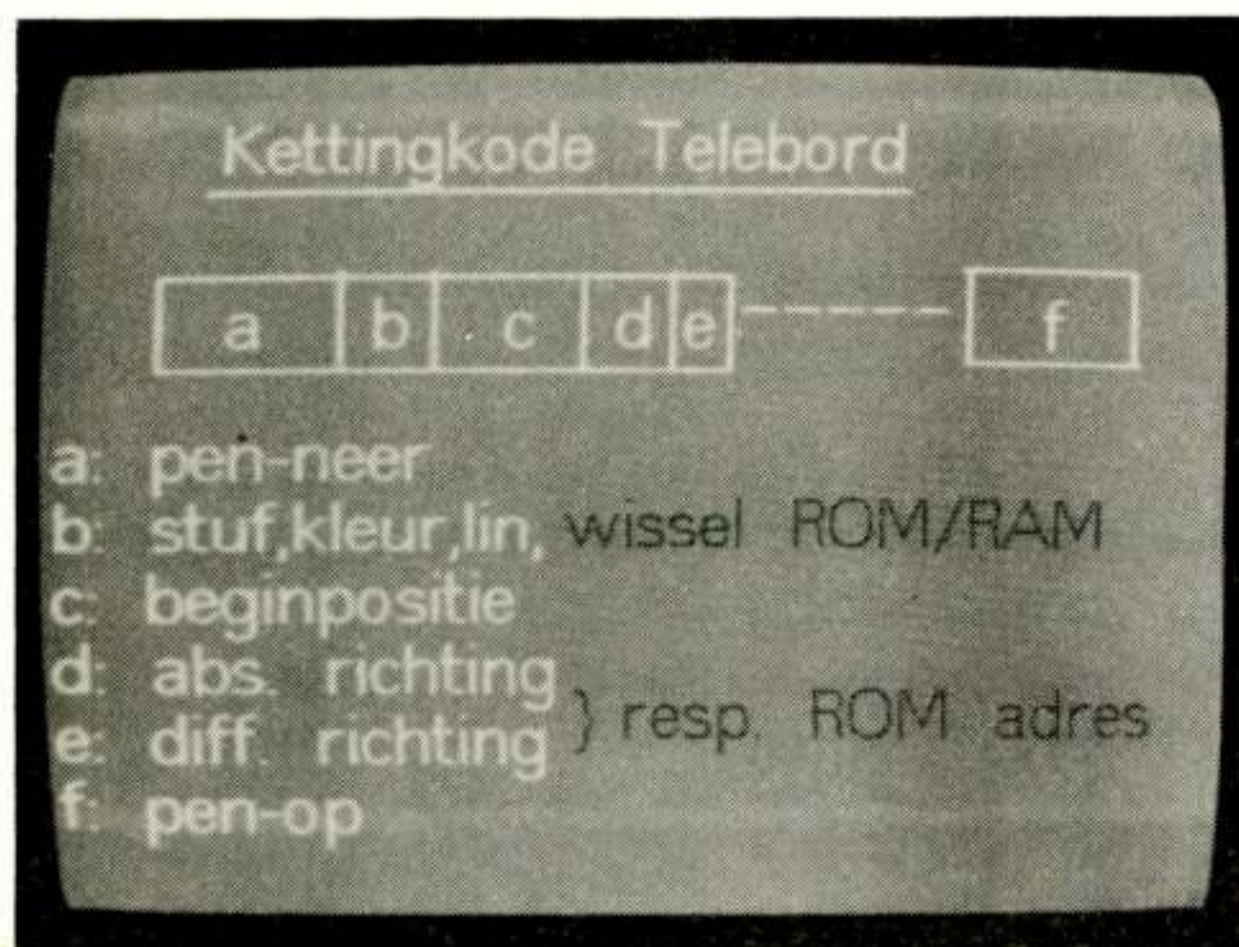 Kettingkode Telebord
a b c d e f
a: pen-neer
b: stuf,kleur,lin, wissel ROM/RAM
c: beginpositie
d: abs. richting
e: diff. richting } resp. ROM adres
f: pen-op